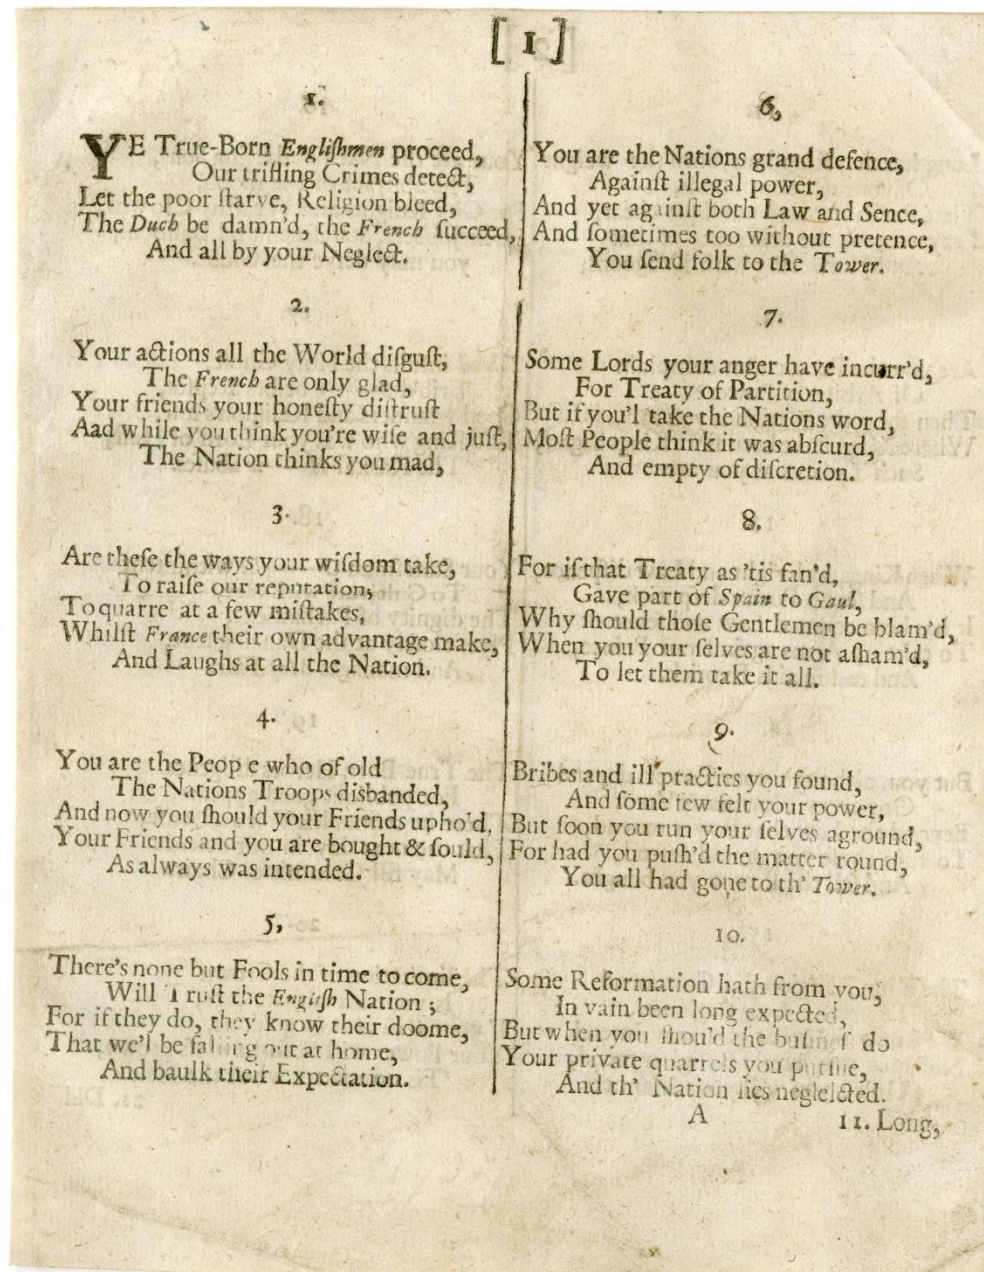 [ 1 ]
1.
YE True-Born Engliſhmen proceed,
Our trifling Crimes detect,
Let the poor ſtarve, Religion bleed,
The Duch be damn'd, the French ſucceed,
And all by your Neglect.
2.
Your actions all the World diſguſt,
The French are only glad,
Your friends your honeſty diſtruſt
Aad while you think you're wiſe and juſt,
The Nation thinks you mad,
3.
Are theſe the ways your wiſdom take,
To raiſe our reputation,
To quarre at a few miſtakes,
Whilſt France their own advantage make,
And Laughs at all the Nation.
4.
You are the Peop e who of old
The Nations Troops disbanded,
And now you ſhould your Friends upho'd,
Your Friends and you are bought & ſould,
As always was intended.
5,
There's none but Fools in time to come,
Will Truſt the Engliſh Nation ;
For if they do, they know their doome,
That we'l be falling out at home,
And baulk their Expectation.
6,
You are the Nations grand defence,
Againſt illegal power,
And yet againſt both Law and Sence,
And ſometimes too without pretence,
You ſend folk to the Tower.
7.
Some Lords your anger have incurr'd,
For Treaty of Partition,
But if you'l take the Nations word,
Moſt People think it was abſcurd,
And empty of diſcretion.
8.
For if that Treaty as 'tis fan'd,
Gave part of Spain to Gaul,
Why ſhould thoſe Gentlemen be blam'd,
When you your ſelves are not aſham'd,
To let them take it all.
9.
Bribes and ill practies you found,
And ſome few felt your power,
But ſoon you run your ſelves aground,
For had you puſh'd the matter round,
You all had gone to th' Tower.
10.
Some Reformation hath from you,
In vain been long expected,
But when you ſhou'd the buſineſ do
Your private quarrels you purſue,
And th' Nation lies neglelcted.
A
11. Long,